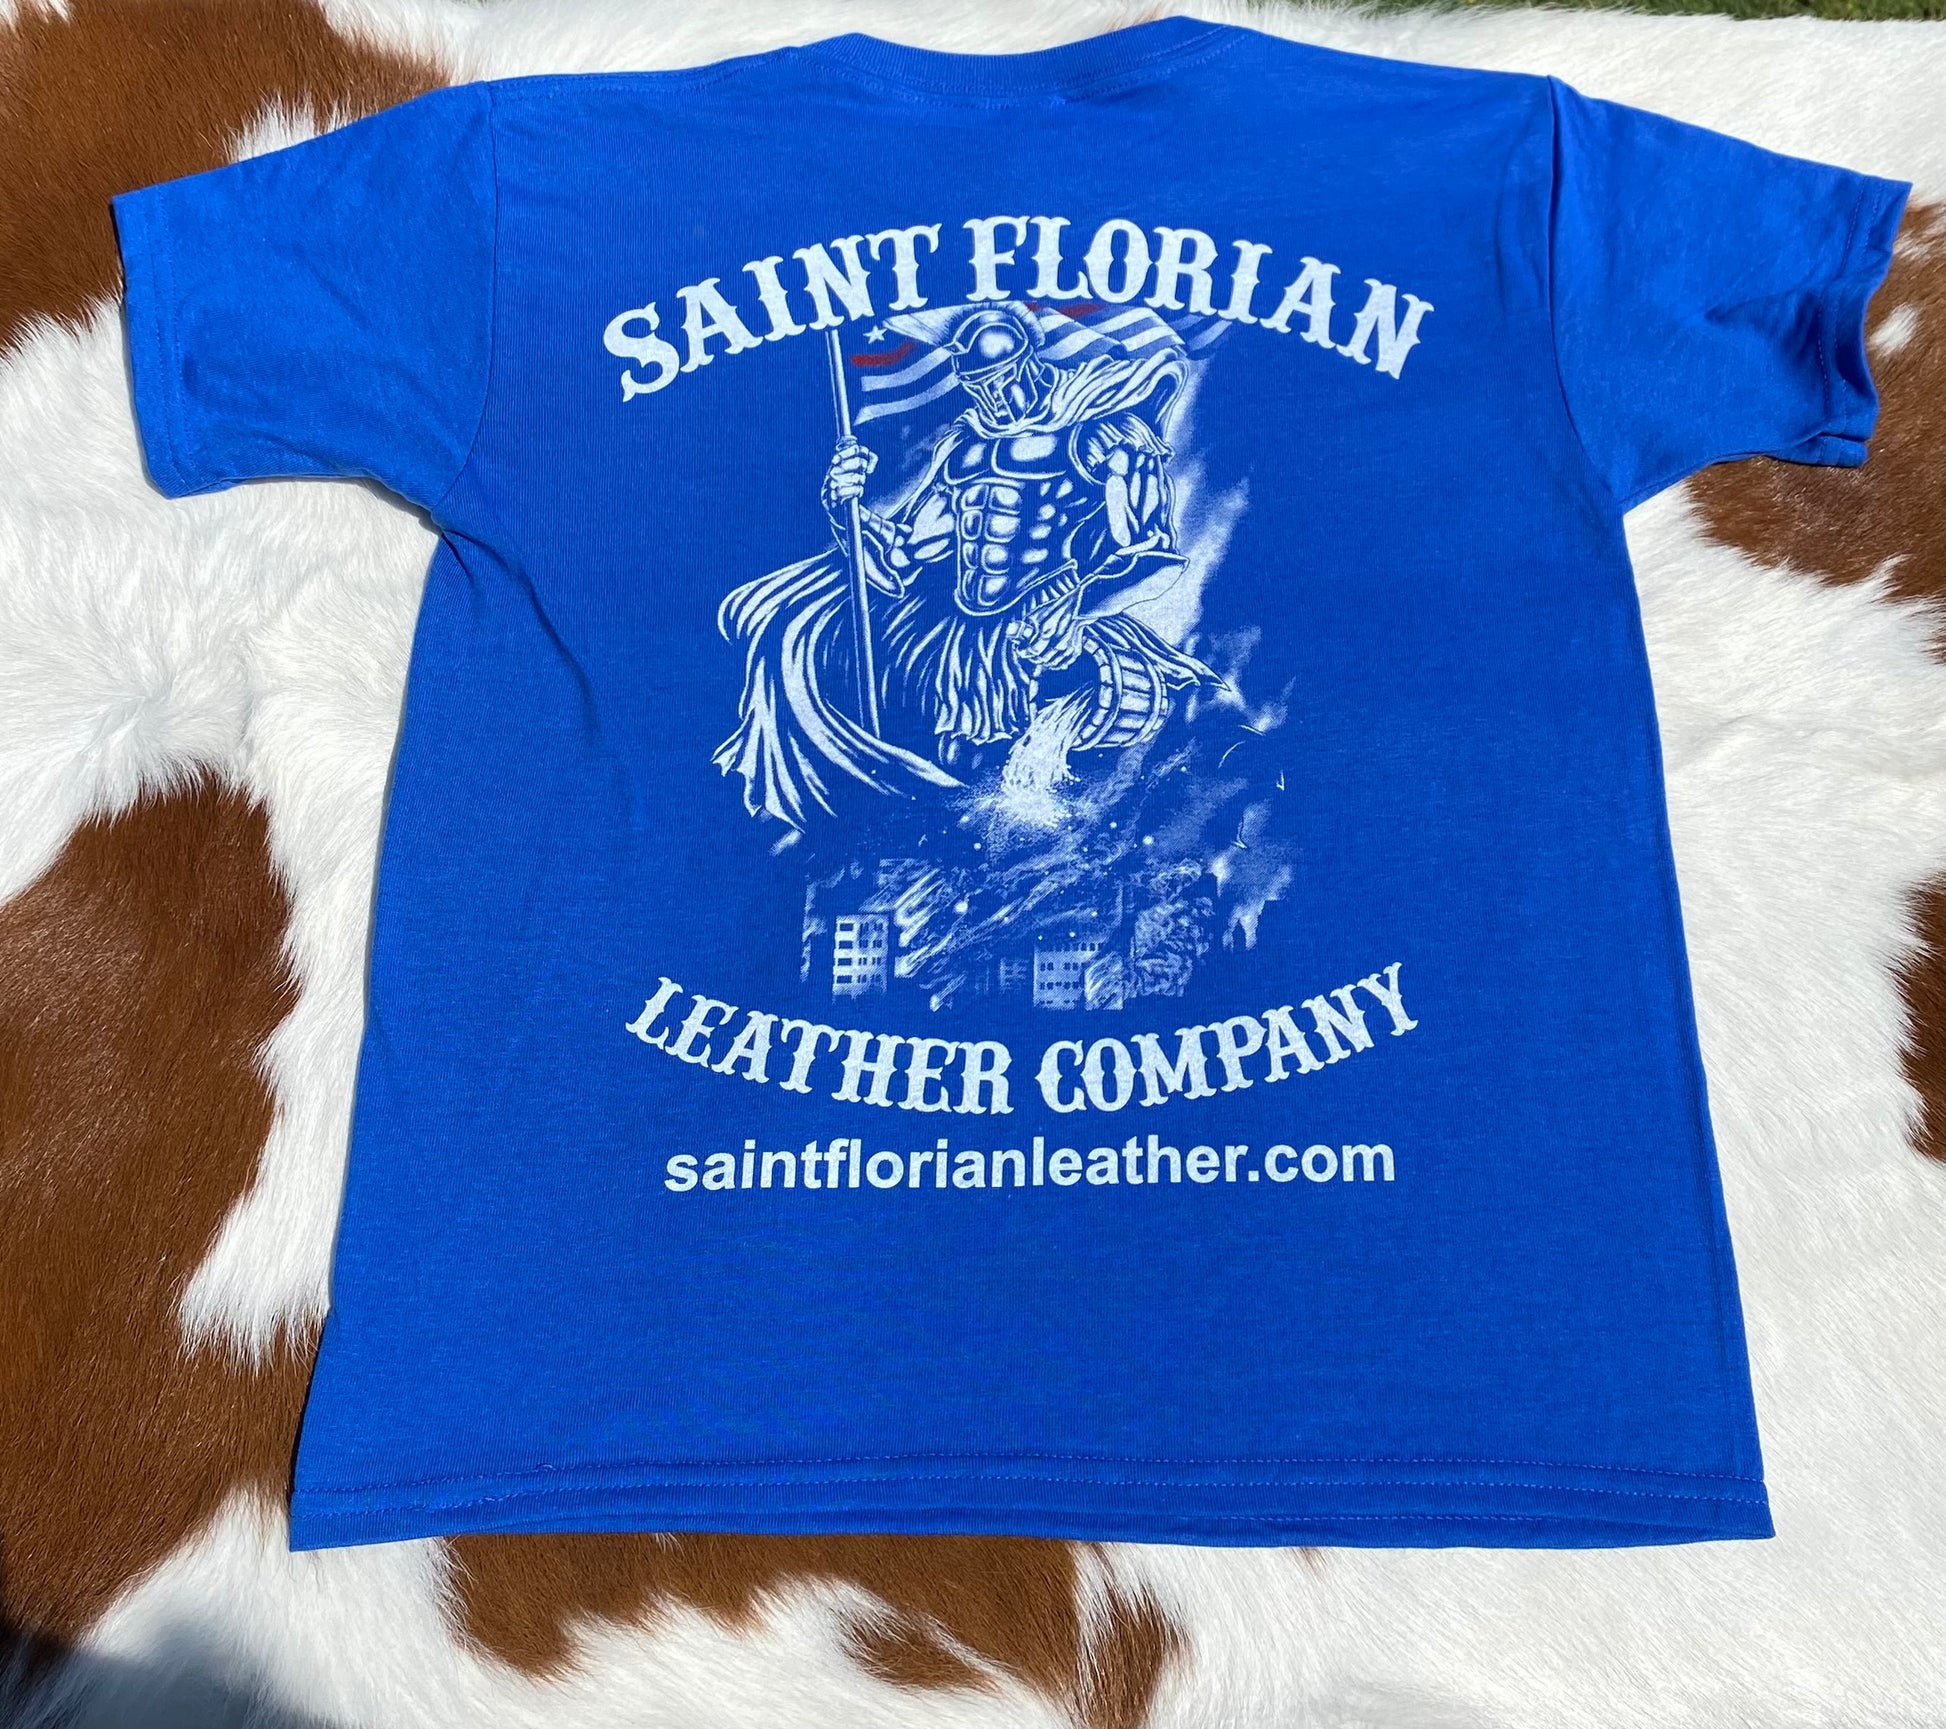 SAINT FLORIAN
LEATHER COMPANY
saintflorianleather.com